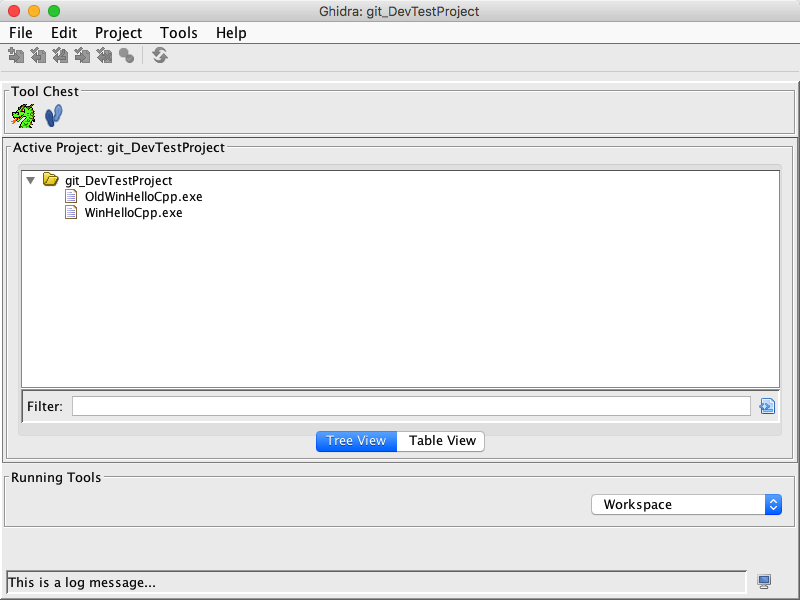 Ghidra: git_DevTestProject
File Edit Project Tools Help
Tool Chest
Active Project: git_DevTestProject
git_DevTestProject
OldWinHelloCpp.exe
WinHelloCpp.exe
Filter:
Tree View Table View
Running Tools
Workspace
This is a log message...